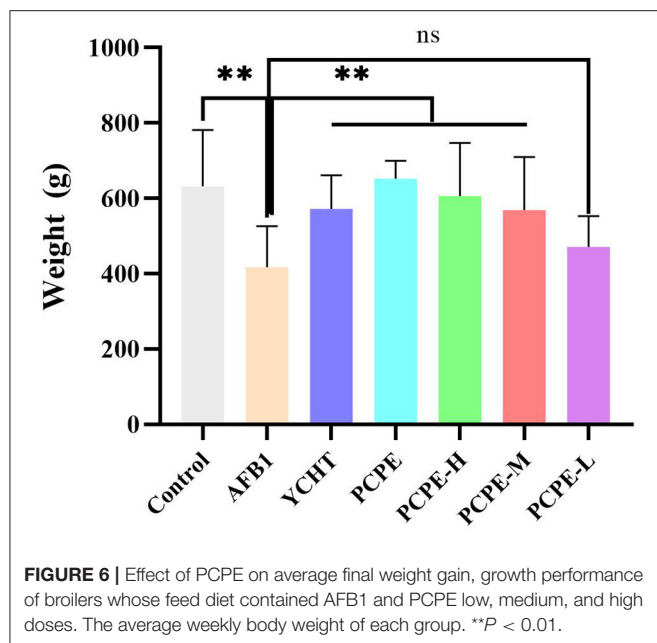 ns
** **
1000
800
600
400
200
0
Weight (g)
Control
AFB1
YCHT
PCPE
PCPE-H
PCPE-M
PCPE-L
FIGURE 6 | Effect of PCPE on average final weight gain, growth performance
of broilers whose feed diet contained AFB1 and PCPE low, medium, and high
doses. The average weekly body weight of each group. **P < 0.01.